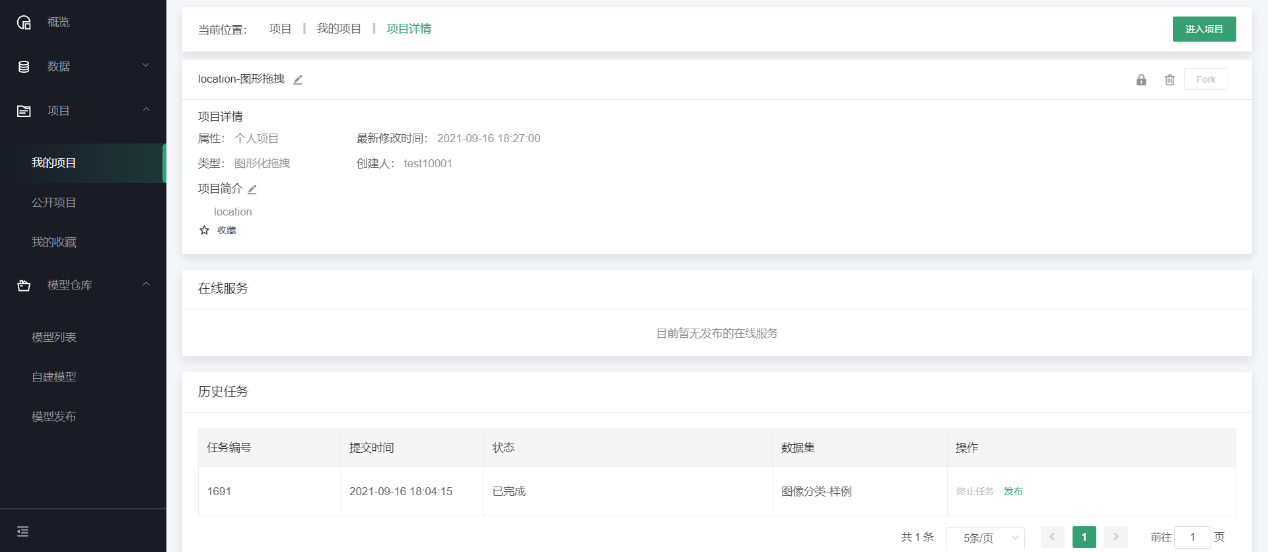 概览
数据
项目
我的项目
公开项目
我的收藏
模型仓库
模型列表
自建模型
模型发布
当前位置： 项目 | 我的项目 | 项目详情
进入项目
location-图形拖拽
Fork
项目详情
属性： 个人项目 最新修改时间： 2021-09-16 18:27:00
类型： 图形化拖拽 创建人： test10001
项目简介
location
收藏
在线服务
目前暂无发布的在线服务
历史任务
任务编号 提交时间 状态 数据集 操作
1691 2021-09-16 18:04:15 已完成 图像分类-样例 终止任务 发布
共 1 条 5条/页 1 前往 1 页